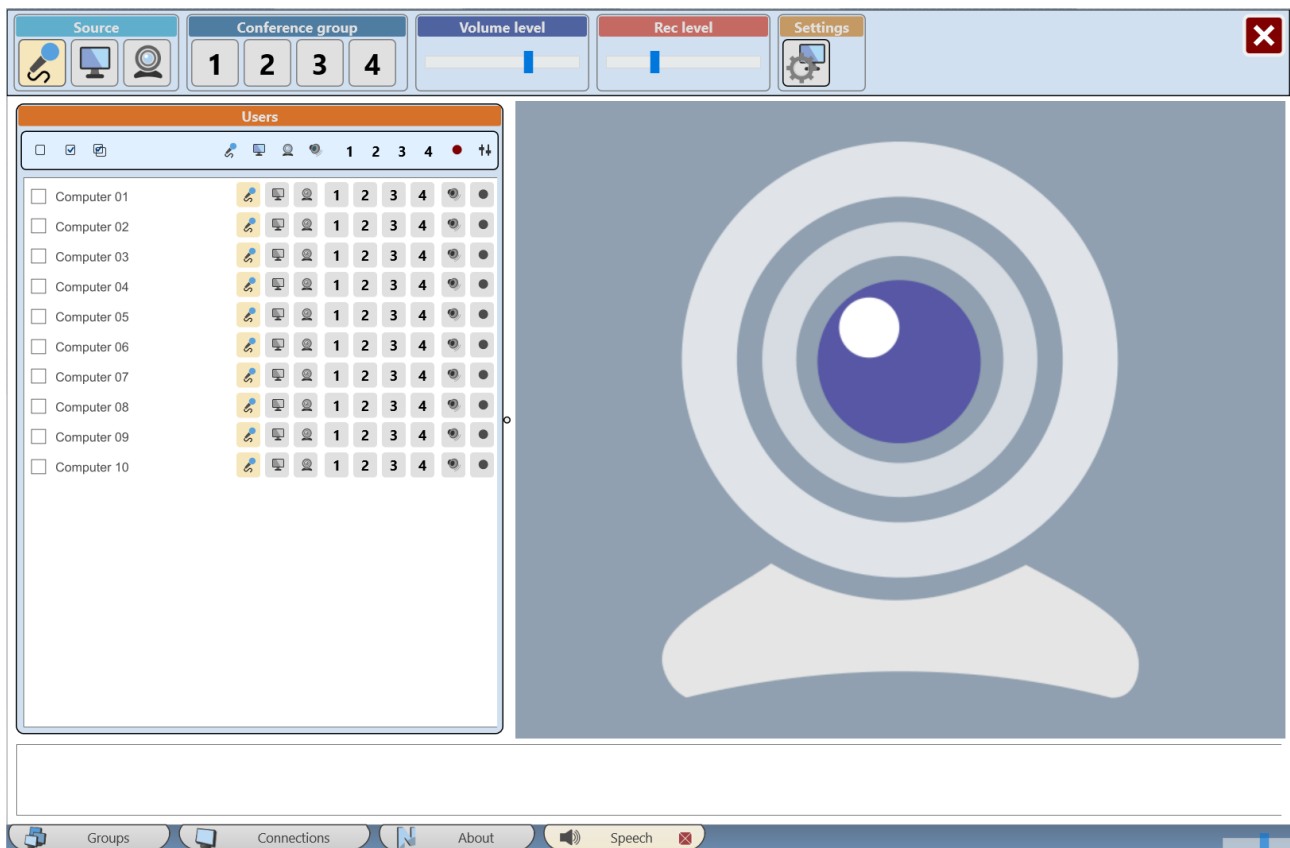 Source Conference group Volume level Rec level Settings
1 2 3 4
Users
1 2 3 4
Computer 01 1 2 3 4
Computer 02 1 2 3 4
Computer 03 1 2 3 4
Computer 04 1 2 3 4
Computer 05 1 2 3 4
Computer 06 1 2 3 4
Computer 07 1 2 3 4
Computer 08 1 2 3 4
Computer 09 1 2 3 4
Computer 10 1 2 3 4
Groups Connections About Speech